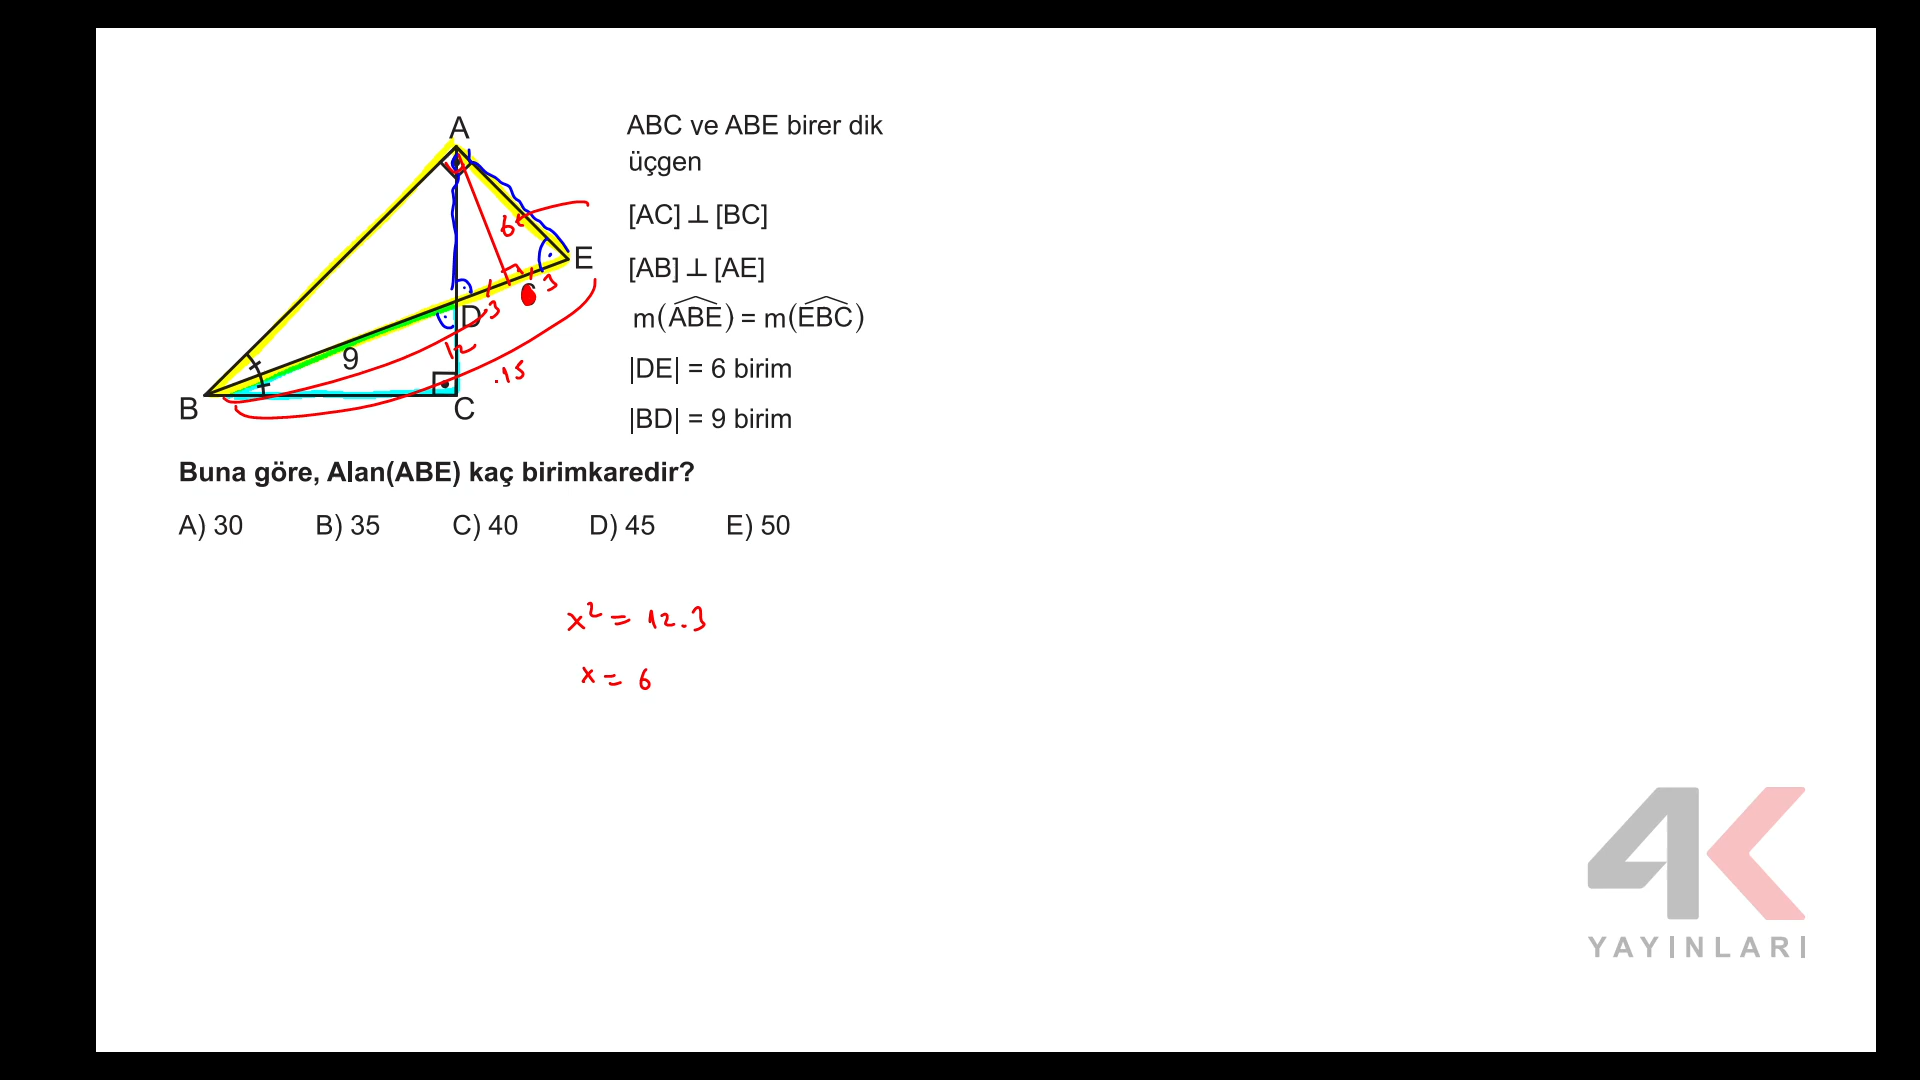 A
ABC ve ABE birer dik
üçgen
[AC] ⊥ [BC]
6
E
[AB] ⊥ [AE]
3
m(ABE) = m(EBC)
D
3
9
12
.15
|DE| = 6 birim
B
C
|BD| = 9 birim
Buna göre, Alan(ABE) kaç birimkaredir?
A) 30 B) 35 C) 40 D) 45 E) 50
x² = 12.3
x = 6
4K
YAYINLARI